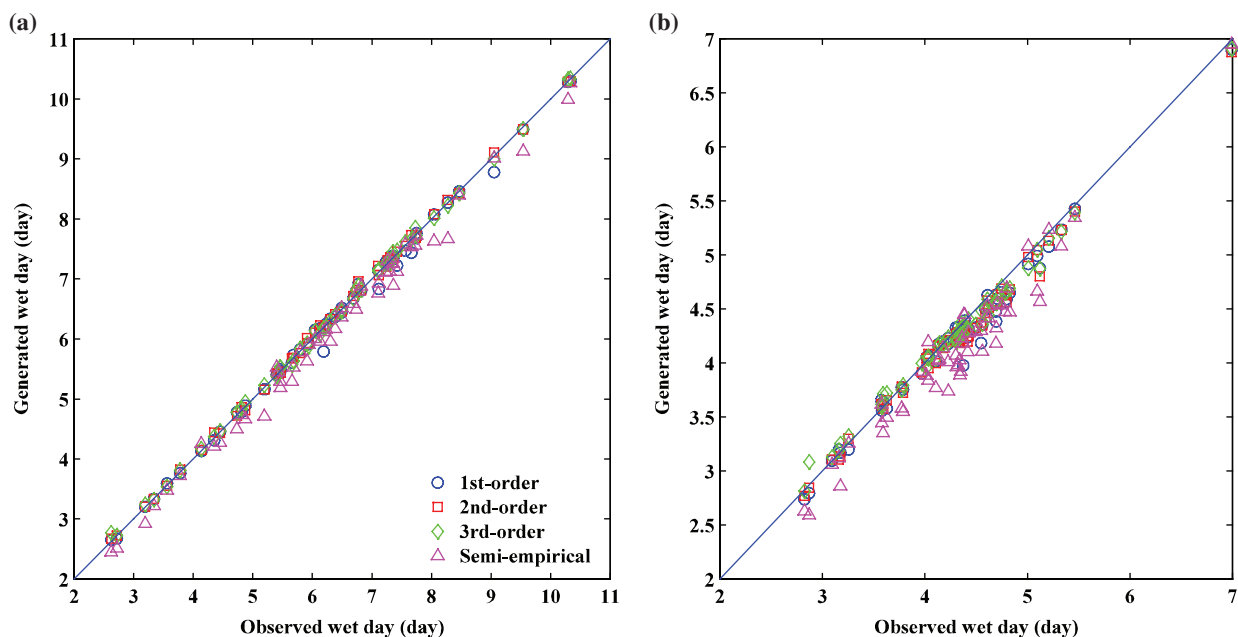 (a)
11
10
9
8
7
6
5
4
3
2
Generated wet day (day)
2 3 4 5 6 7 8 9 10 11
Observed wet day (day)
1st-order
2nd-order
3rd-order
Semi-empirical
(b)
7
6.5
6
5.5
5
4.5
4
3.5
3
2.5
2
Generated wet day (day)
2 3 4 5 6 7
Observed wet day (day)